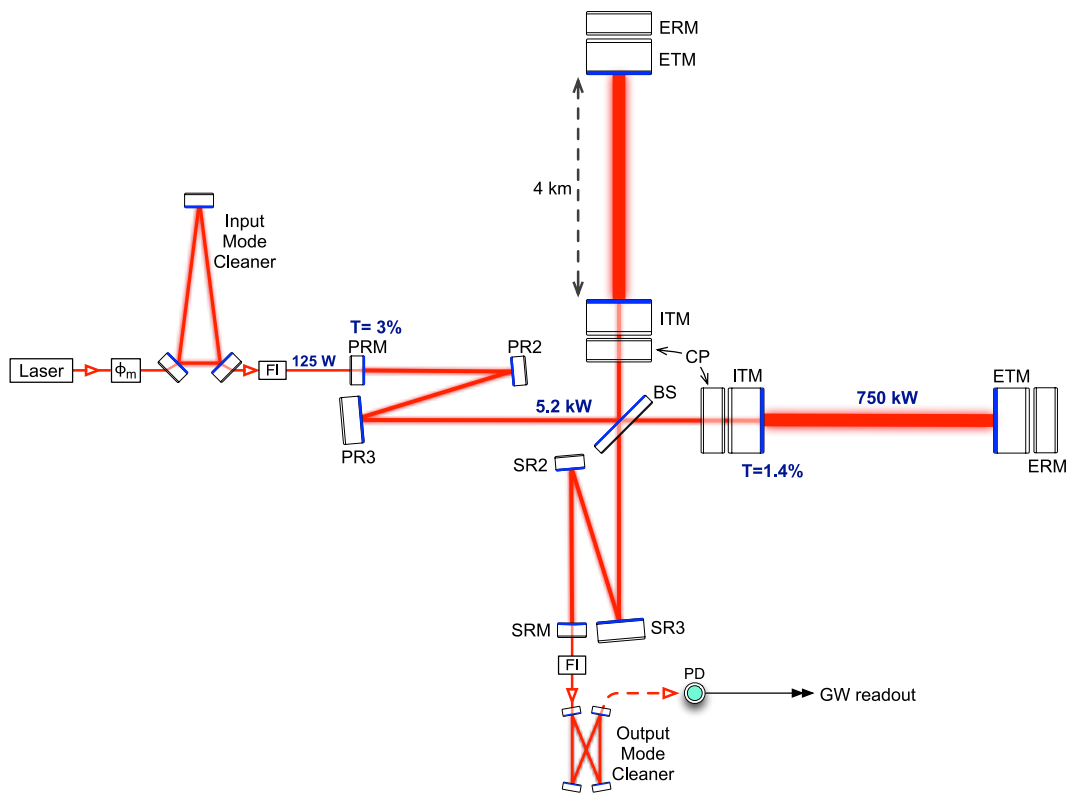 ERM
ETM
4 km
Input
Mode
Cleaner
ITM
T= 3%
PRM
PR2
CP
Laser
Φm
FI
125 W
BS
ITM
ETM
5.2 kW
750 kW
PR3
SR2
T=1.4%
ERM
SRM
SR3
FI
PD
GW readout
Output
Mode
Cleaner